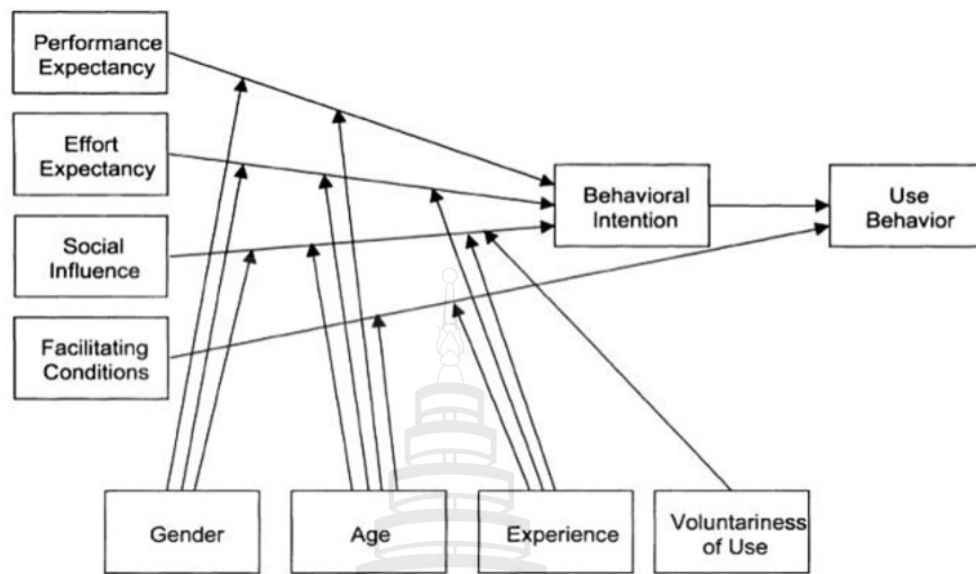 Performance
Expectancy
Effort
Expectancy
Social
Influence
Facilitating
Conditions
Behavioral
Intention
Use
Behavior
Gender
Age
Experience
Voluntariness
of Use